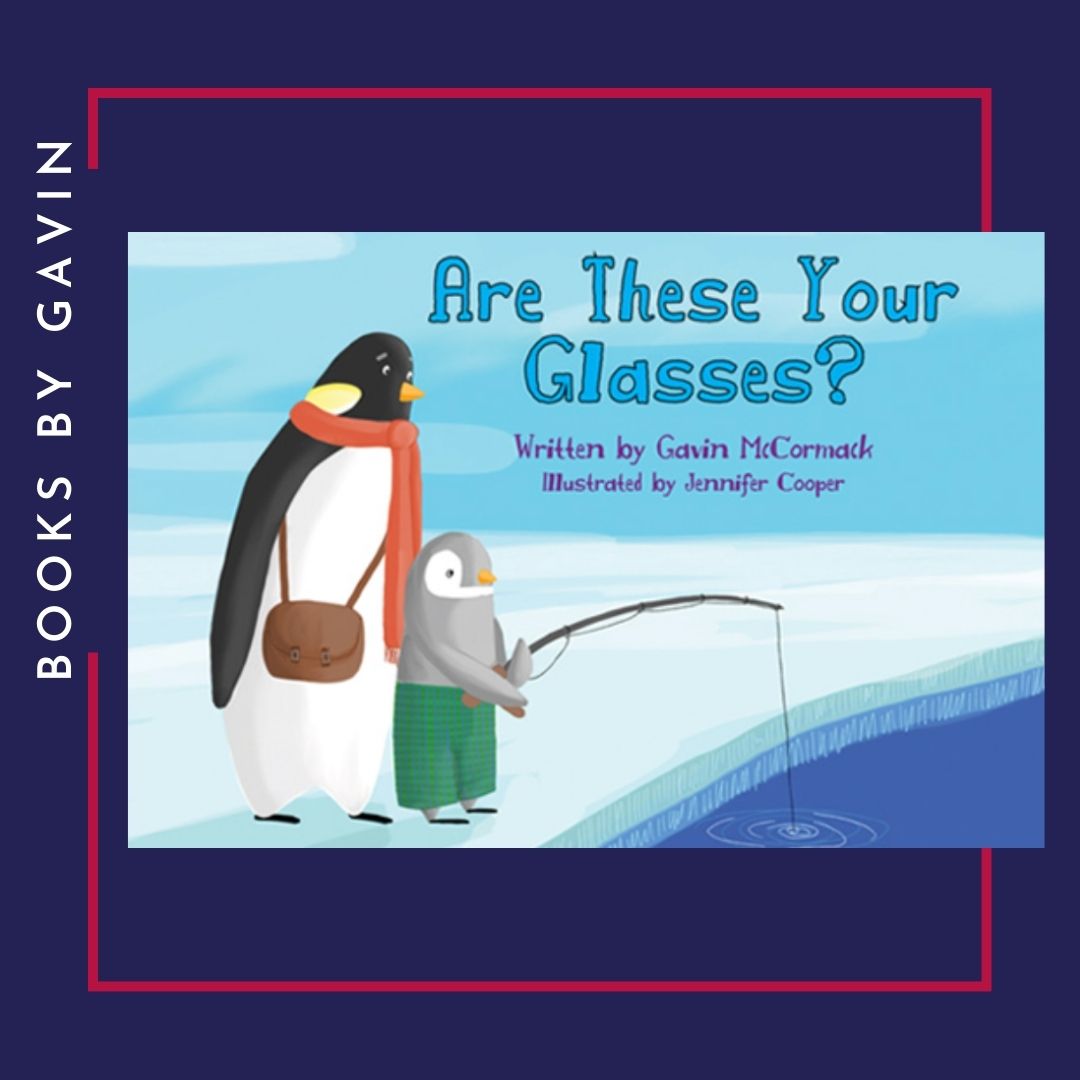 BOOKS BY GAVIN
Are These Your
Glasses?
Written by Gavin McCormack
Illustrated by Jennifer Cooper